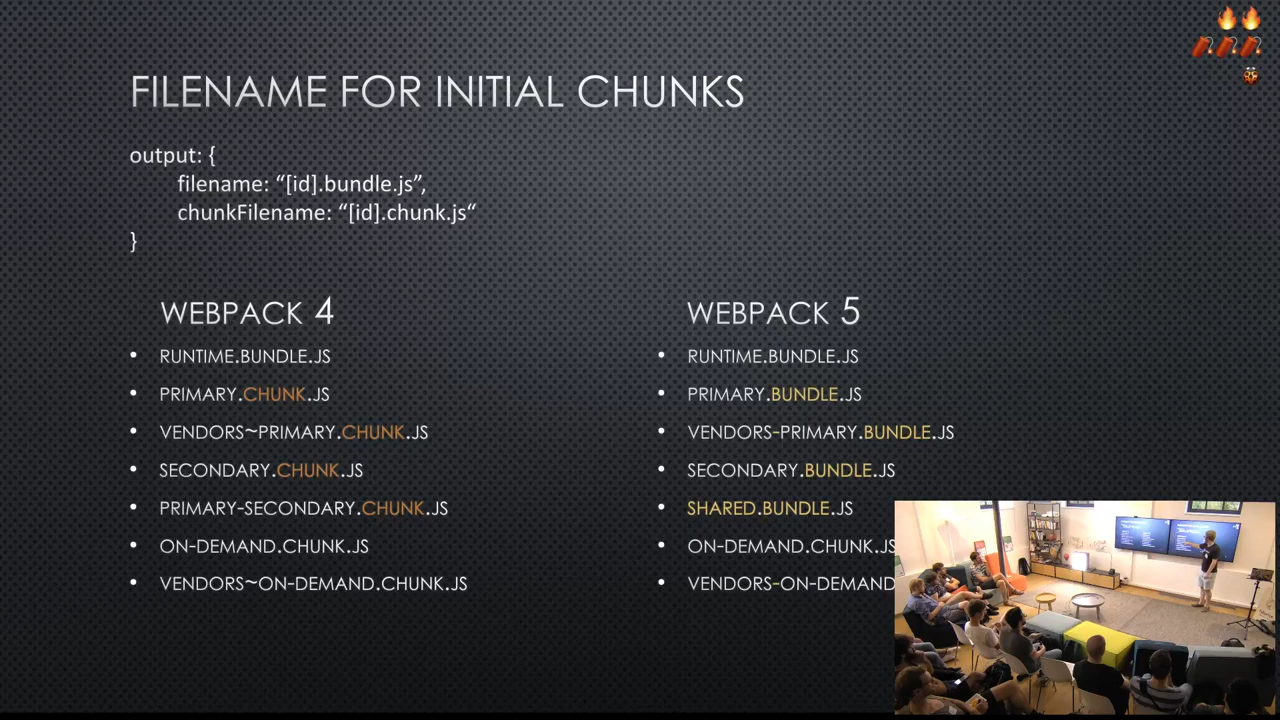 FILENAME FOR INITIAL CHUNKS
output: {
filename: “[id].bundle.js”,
chunkFilename: “[id].chunk.js“
}
WEBPACK 4
• RUNTIME.BUNDLE.JS
• PRIMARY.CHUNK.JS
• VENDORS~PRIMARY.CHUNK.JS
• SECONDARY.CHUNK.JS
• PRIMARY-SECONDARY.CHUNK.JS
• ON-DEMAND.CHUNK.JS
• VENDORS~ON-DEMAND.CHUNK.JS
WEBPACK 5
• RUNTIME.BUNDLE.JS
• PRIMARY.BUNDLE.JS
• VENDORS-PRIMARY.BUNDLE.JS
• SECONDARY.BUNDLE.JS
• SHARED.BUNDLE.JS
• ON-DEMAND.CHUNK.JS
• VENDORS-ON-DEMAND